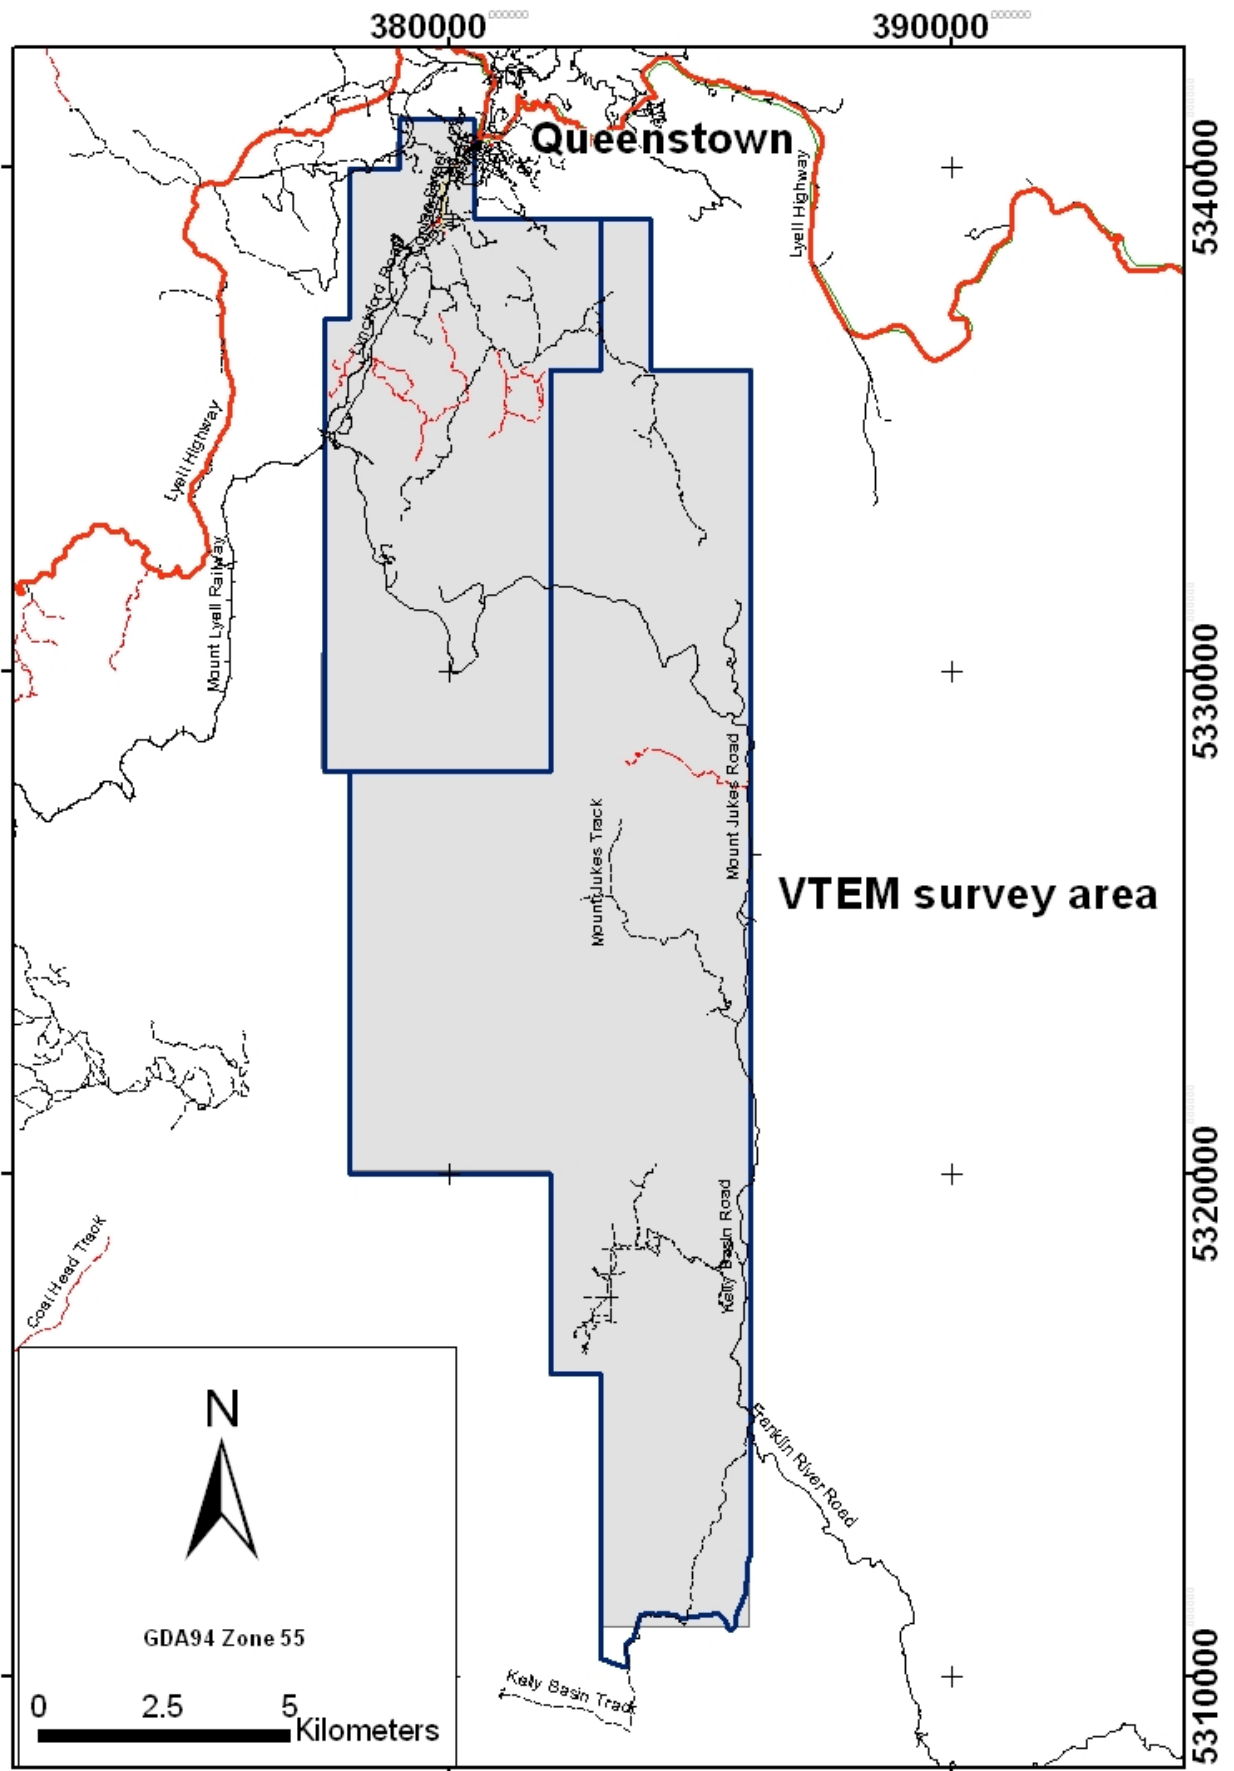 380000
390000
Queenstown
5340000
Lyell Highway
Lynchford Road
Lyell Highway
Mount Lyell Railway
5330000
Mount Jukes Road
Mount Jukes Track
VTEM survey area
5320000
Kelly Basin Road
Coal Head Track
Franklin River Road
N
GDA94 Zone 55
0 2.5 5
Kilometers
Kelly Basin Track
5310000